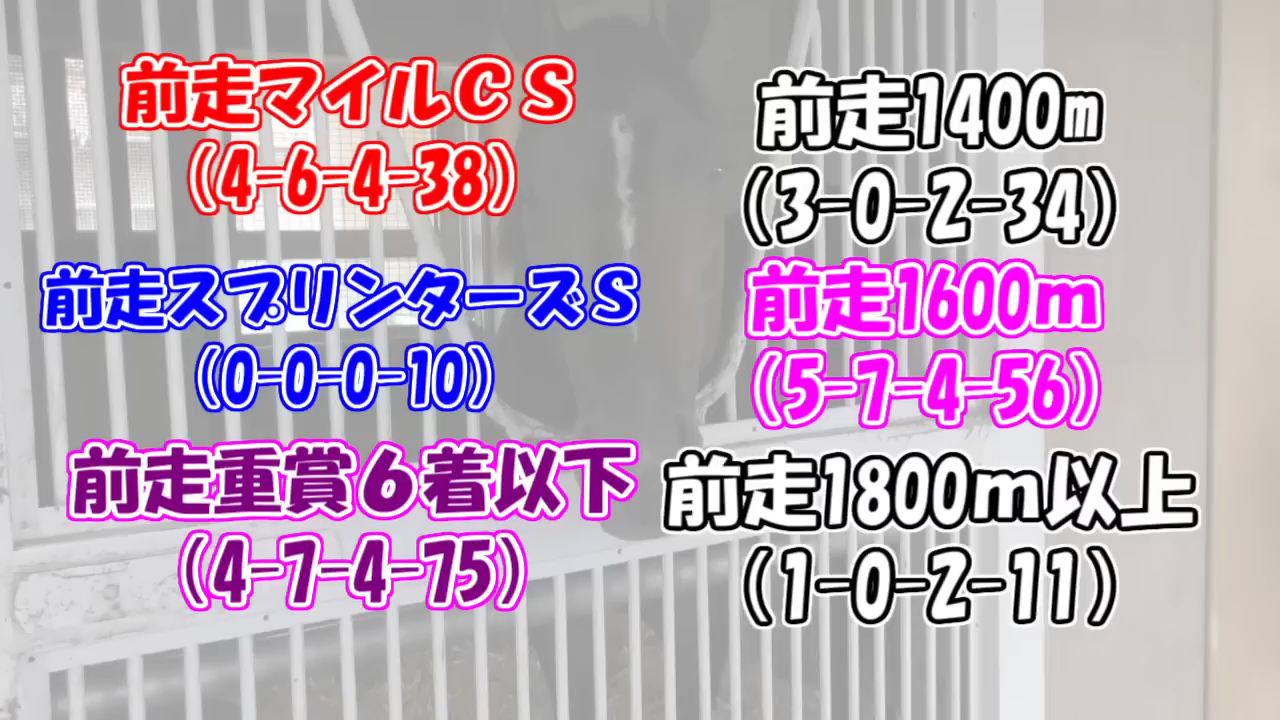 前走マイルＣＳ
（4-6-4-38）
前走スプリンターズＳ
（0-0-0-10）
前走重賞６着以下
（4-7-4-75）
前走1400m
（3-0-2-34）
前走1600ｍ
（5-7-4-56）
前走1800ｍ以上
（1-0-2-11）